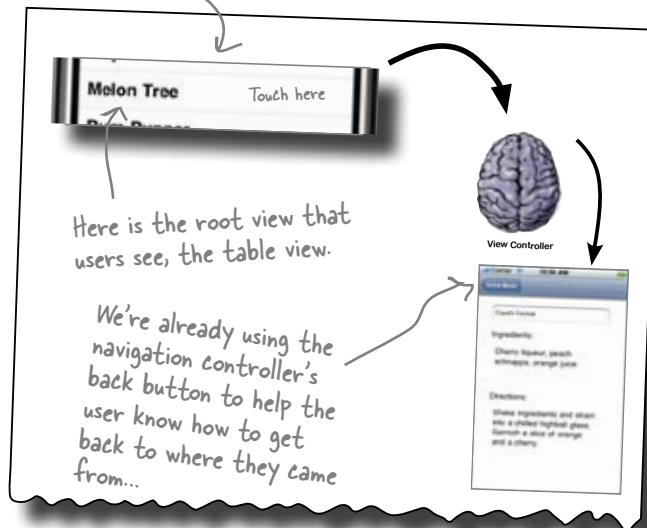 Melon Tree
Touch here
Here is the root view that
users see, the table view.
View Controller
We're already using the
navigation controller's
back button to help the
user know how to get
back to where they came
from...
Ingredients:
Cherry liqueur, peach
schnapps, orange juice
Directions:
Shake ingredients and strain
into a chilled highball glass.
Garnish a slice of orange
and a cherry.